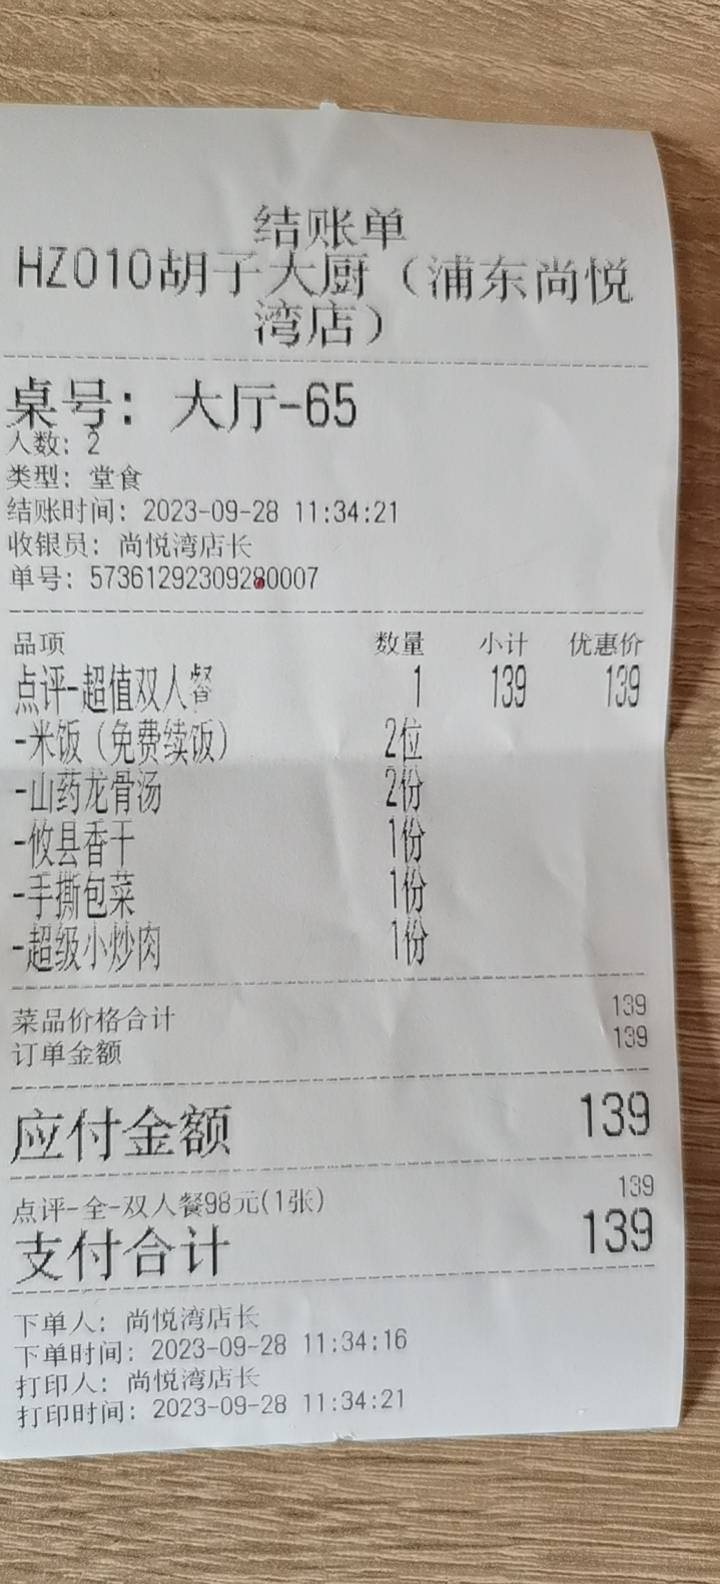 结账单
HZ010胡子大厨（浦东尚悦
湾店）
桌号：大厅-65
人数：2
类型：堂食
结账时间：2023-09-28 11:34:21
收银员：尚悦湾店长
单号：573612923092800007
品项 数量 小计 优惠价
点评-超值双人餐 1 139 139
-米饭（免费续饭） 2位
-山药龙骨汤 2份
-攸县香干 1份
-手撕包菜 1份
-超级小炒肉 1份
菜品价格合计 139
订单金额 139
应付金额 139
点评-全-双人餐98元(1张) 139
支付合计 139
下单人：尚悦湾店长
下单时间：2023-09-28 11:34:16
打印人：尚悦湾店长
打印时间：2023-09-28 11:34:21